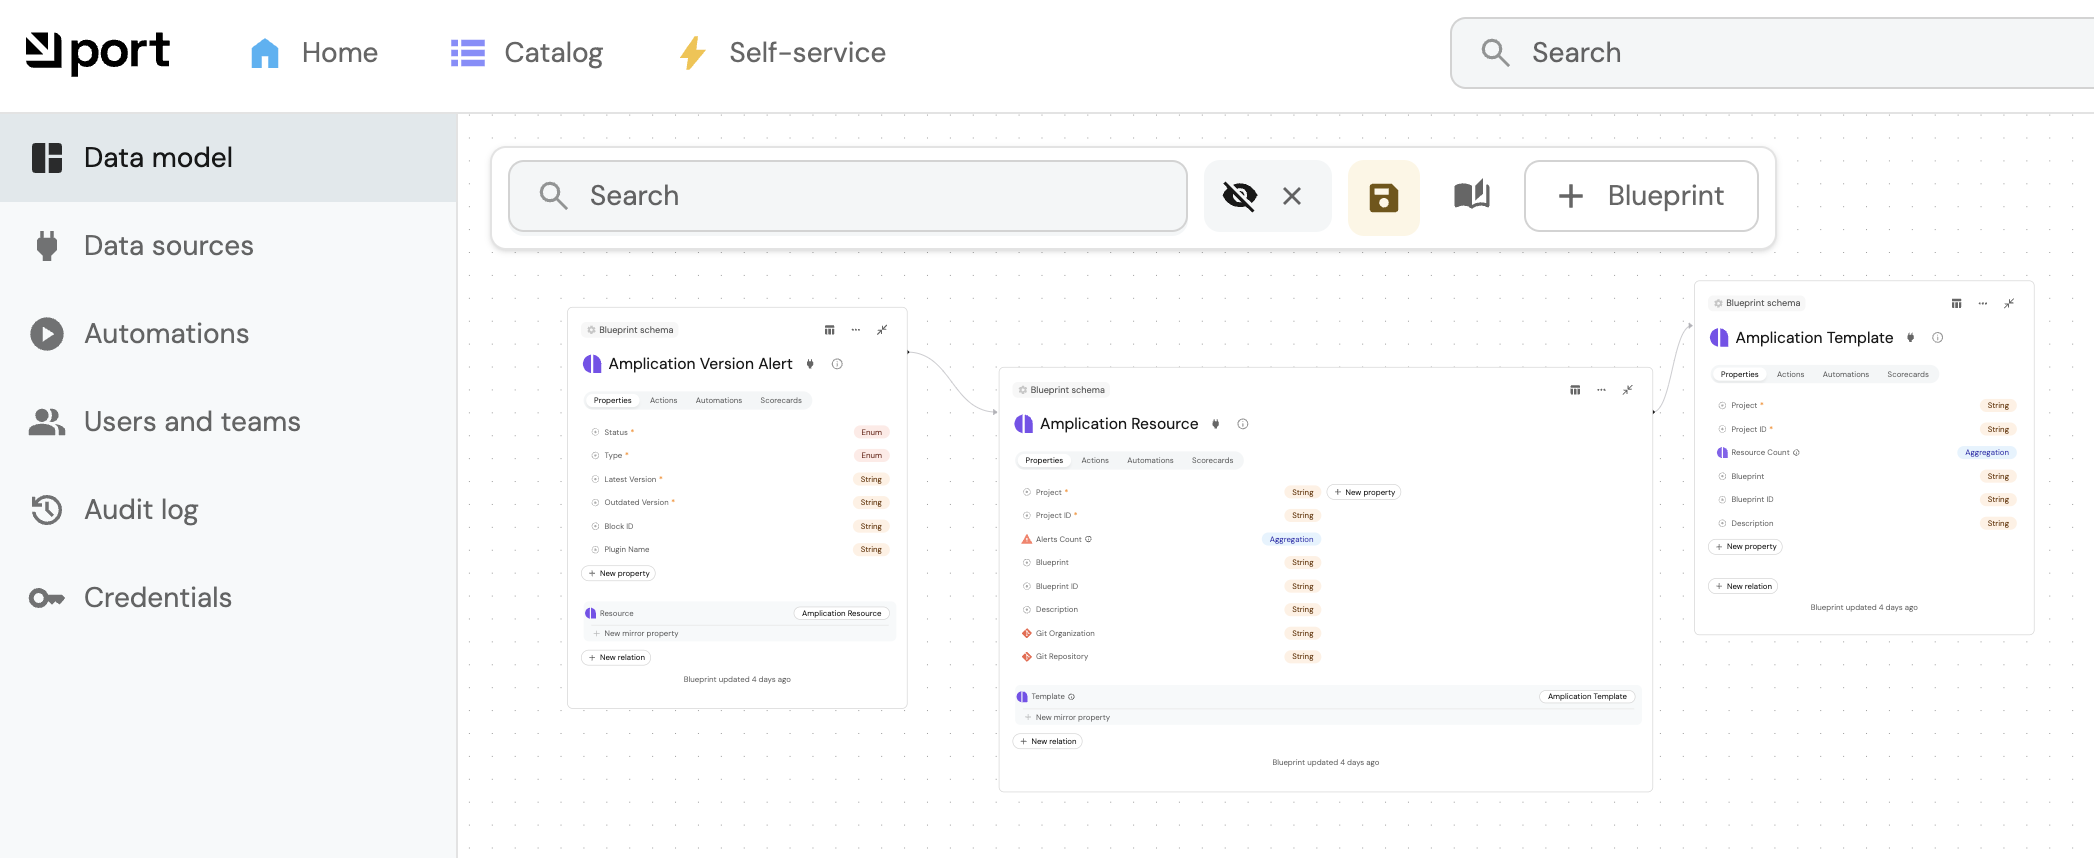 port
Home
Catalog
Self-service
Search
Data model
Data sources
Automations
Users and teams
Audit log
Credentials
Search
Blueprint
Blueprint schema
Amplication Version Alert
Properties Actions Automations Scorecards
Status * Enum
Type * Enum
Latest Version * String
Outdated Version * String
Block ID String
Plugin Name String
+ New property
Resource Amplication Resource
+ New mirror property
+ New relation
Blueprint updated 4 days ago
Blueprint schema
Amplication Resource
Properties Actions Automations Scorecards
Project * String + New property
Project ID * String
Alerts Count Aggregation
Blueprint String
Blueprint ID String
Description String
Git Organization String
Git Repository String
Template Amplication Template
+ New mirror property
+ New relation
Blueprint updated 4 days ago
Blueprint schema
Amplication Template
Properties Actions Automations Scorecards
Project * String
Project ID * String
Resource Count Aggregation
Blueprint String
Blueprint ID String
Description String
+ New property
+ New relation
Blueprint updated 4 days ago